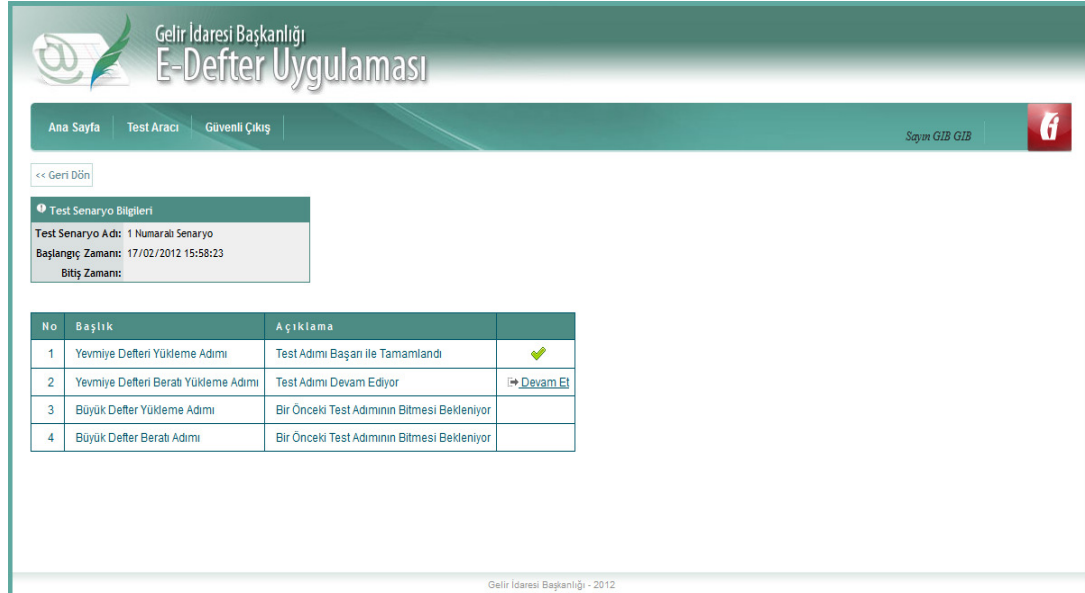 Gelir İdaresi Başkanlığı
E-Defter Uygulaması
Ana Sayfa Test Aracı Güvenli Çıkış
Sayın GIB GIB
<< Geri Dön
Test Senaryo Bilgileri
Test Senaryo Adı: 1 Numaralı Senaryo
Başlangıç Zamanı: 17/02/2012 15:58:23
Bitiş Zamanı:
No Başlık Açıklama
1 Yevmiye Defteri Yükleme Adımı Test Adımı Başarı ile Tamamlandı
2 Yevmiye Defteri Beratı Yükleme Adımı Test Adımı Devam Ediyor Devam Et
3 Büyük Defter Yükleme Adımı Bir Önceki Test Adımının Bitmesi Bekleniyor
4 Büyük Defter Beratı Adımı Bir Önceki Test Adımının Bitmesi Bekleniyor
Gelir İdaresi Başkanlığı - 2012